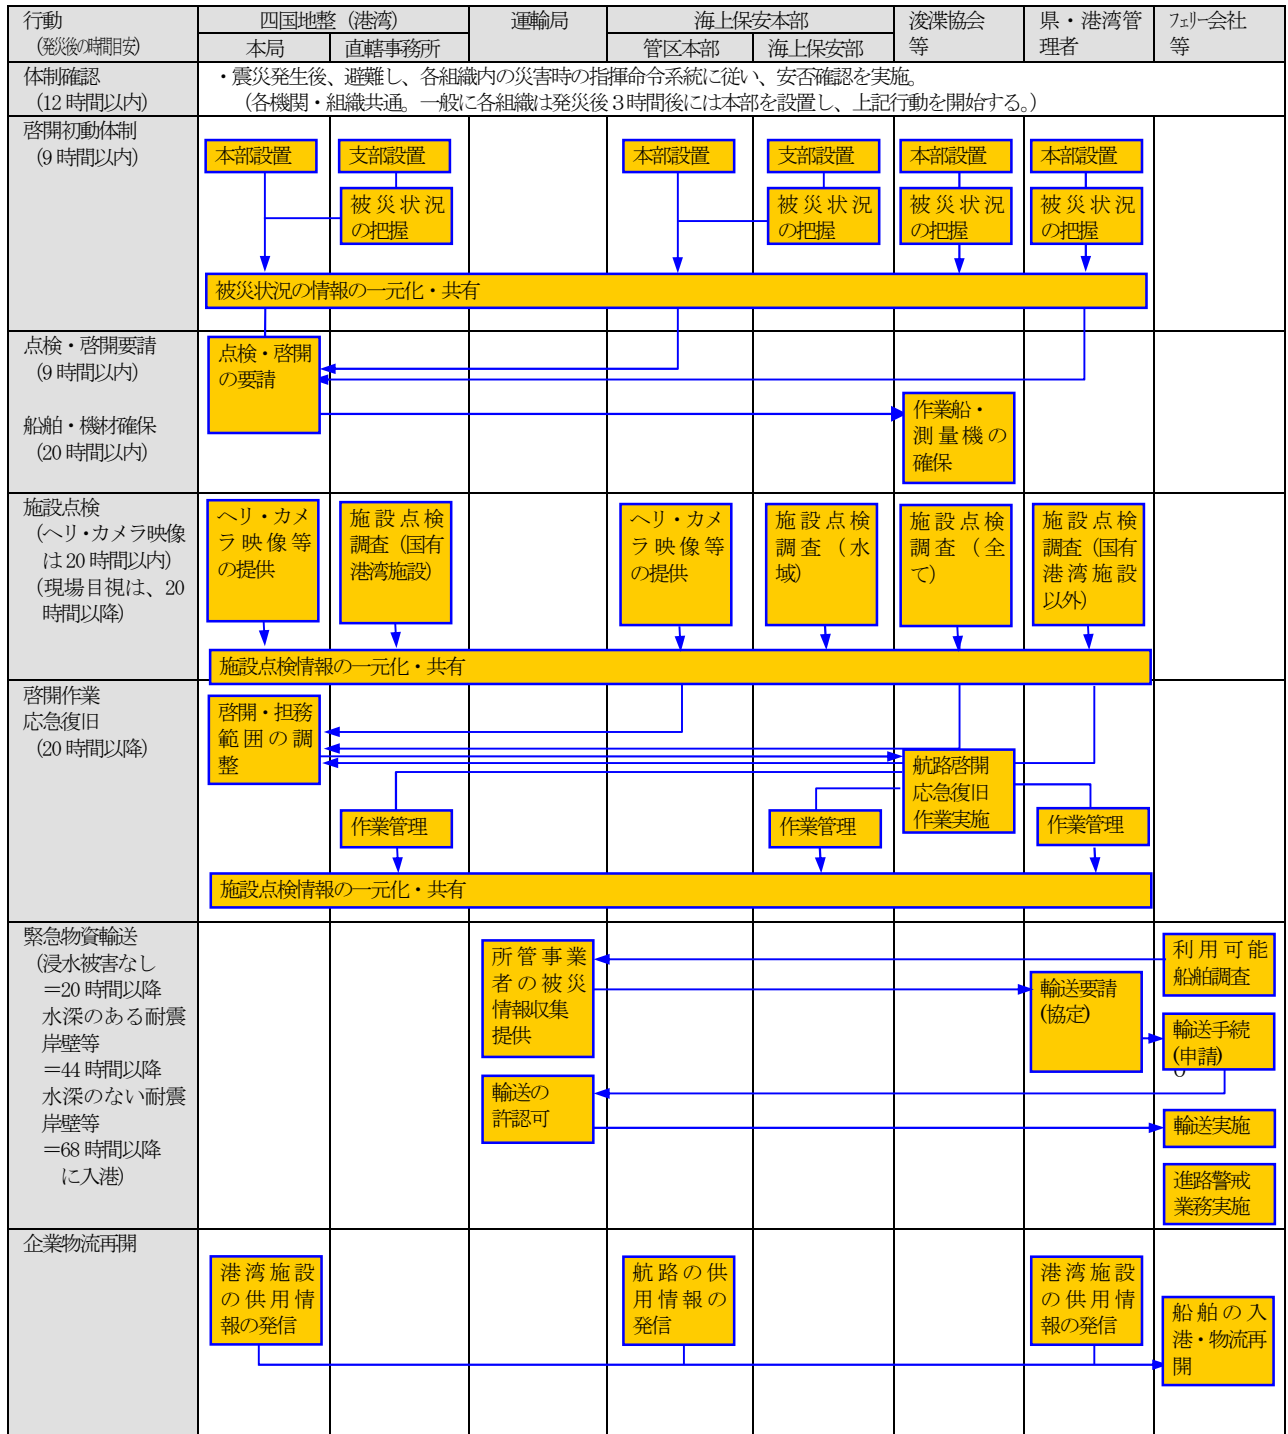 行動
(発災後の時間目安)
四国地整（港湾）
本局
直轄事務所
運輸局
海上保安本部
管区本部
海上保安部
浚渫協会
等
県・港湾管
理者
フェリー会社
等
体制確認
（12 時間以内）
・震災発生後、避難し、各組織内の災害時の指揮命令系統に従い、安否確認を実施。
（各機関・組織共通。一般に各組織は発災後３時間後には本部を設置し、上記行動を開始する。）
啓開初動体制
（9 時間以内）
本部設置
支部設置
本部設置
支部設置
本部設置
本部設置
被災状況
の把握
被災状況
の把握
被災状況
の把握
被災状況
の把握
被災状況の情報の一元化・共有
点検・啓開要請
（9 時間以内）
船舶・機材確保
（20 時間以内）
点検・啓開
の要請
作業船・
測量機の
確保
施設点検
（ヘリ・カメラ映像
は 20 時間以内）
（現場目視は、20
時間以降）
ヘリ・カメ
ラ映像等
の提供
施設点検
調査（国有
港湾施設）
ヘリ・カメ
ラ映像等
の提供
施設点検
調査（水
域）
施設点検
調査（全
て）
施設点検
調査（国有
港湾施設
以外）
施設点検情報の一元化・共有
啓開作業
応急復旧
（20 時間以降）
啓開・担務
範囲の調
整
航路啓開
応急復旧
作業実施
作業管理
作業管理
作業管理
施設点検情報の一元化・共有
緊急物資輸送
（浸水被害なし
＝20 時間以降
水深のある耐震
岸壁等
＝44 時間以降
水深のない耐震
岸壁等
＝68 時間以降
に入港）
所管事業
者の被災
情報収集
提供
利用可能
船舶調査
輸送要請
（協定）
輸送手続
（申請）
輸送の
許認可
輸送実施
進路警戒
業務実施
企業物流再開
港湾施設
の供用情
報の発信
航路の供
用情報の
発信
港湾施設
の供用情
報の発信
船舶の入
港・物流再
開